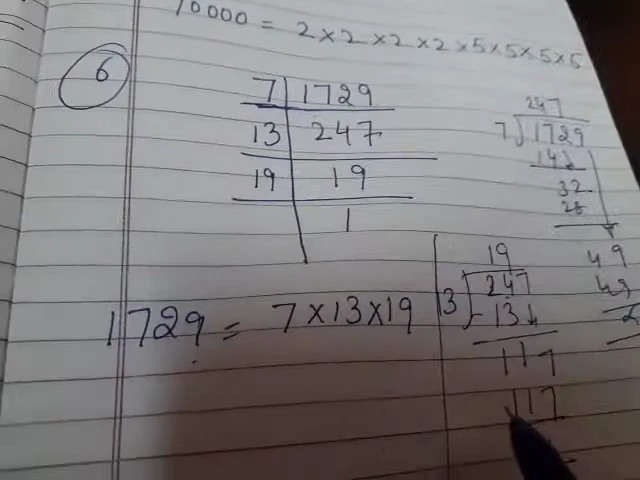 10000 = 2×2×2×2×5×5×5×5
6
7 | 1729
13 | 247
19 | 19
1
1729 = 7×13×19
247
7)1729
14↓
32
28
49
49
19
13)247
-13↓
117
117